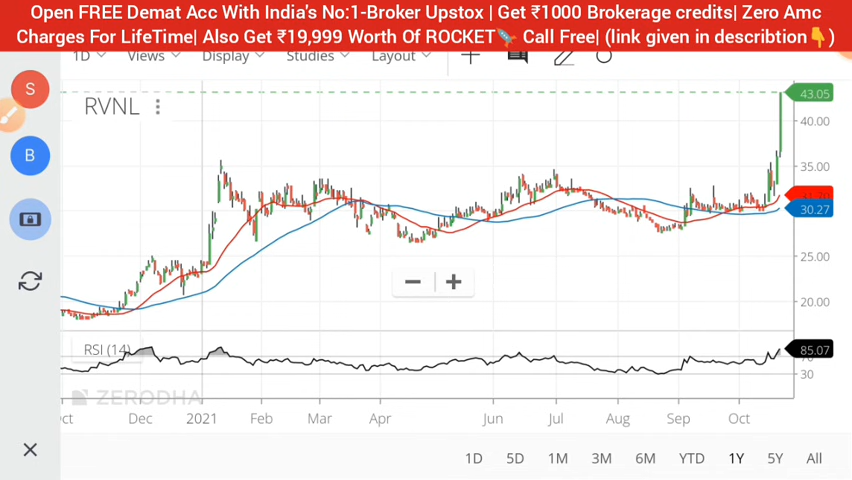 Open FREE Demat Acc With India's No:1-Broker Upstox | Get ₹1000 Brokerage credits| Zero Amc
Charges For LifeTime| Also Get ₹19,999 Worth Of ROCKET🚀 Call Free| (link given in describtion👇)
1D Views Display Studies Layout
S
RVNL
43.05
40.00
35.00
B
30.27
25.00
20.00
RSI (14)
85.07
30
ZERODHA
Dec 2021 Feb Mar Apr Jun Jul Aug Sep Oct
1D 5D 1M 3M 6M YTD 1Y 5Y All